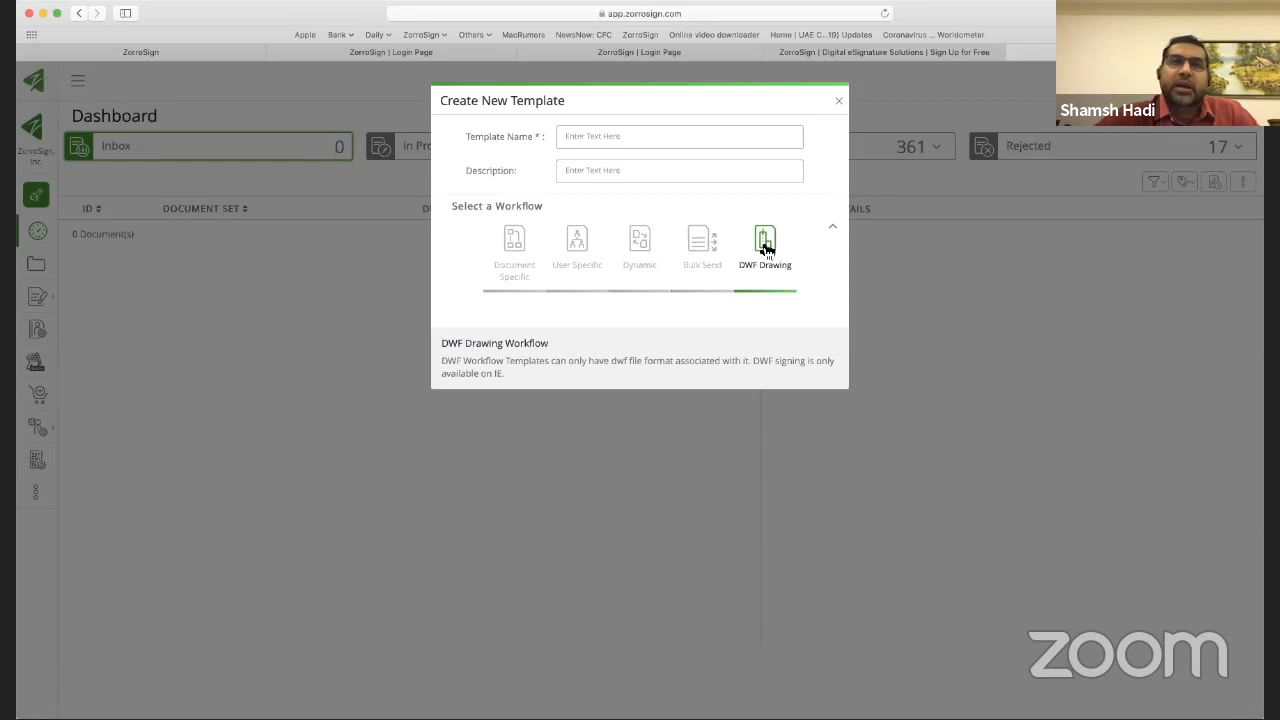 app.zorrosign.com
Apple Bank Daily ZorroSign Others MacRumors NewsNow: CFC ZorroSign Online video downloader Home | UAE C...19) Updates Coronavirus ... Worldometer
ZorroSign ZorroSign | Login Page ZorroSign | Login Page ZorroSign | Digital eSignature Solutions | Sign Up for Free
Shamsh Hadi
Create New Template
Dashboard
Template Name * : Enter Text Here
ZorroSign, Inc.
Inbox 0 In Pro 361 Rejected 17
Description: Enter Text Here
Select a Workflow
ID DOCUMENT SET
0 Document(s)
Document Specific
User Specific
Dynamic
Bulk Send
DWF Drawing
DWF Drawing Workflow
DWF Workflow Templates can only have dwf file format associated with it. DWF signing is only
available on IE.
zoom